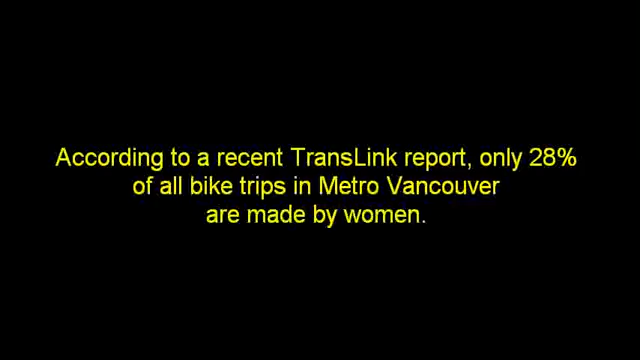 According to a recent TransLink report, only 28%
of all bike trips in Metro Vancouver
are made by women.